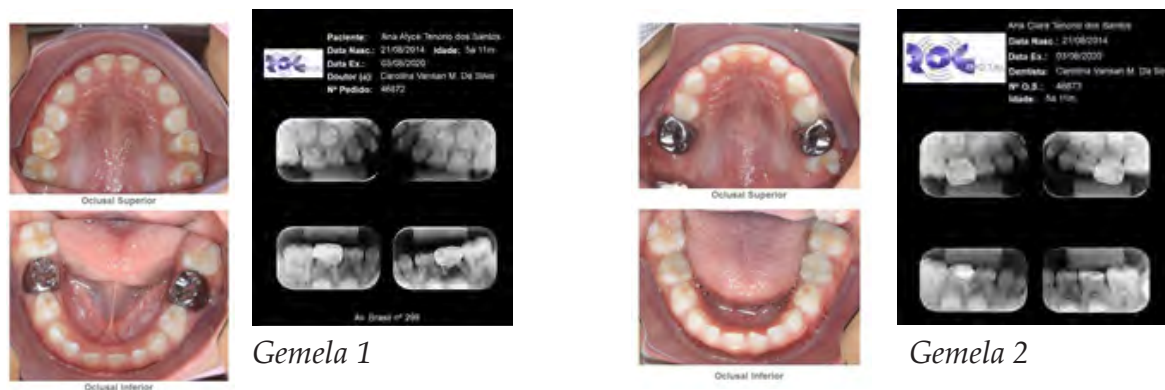 Paciente: Ana Alyce Tenorio dos Santos
Data Nasc.: 21/08/2014 Idade: 5a 11m
Data Ex.: 03/08/2020
Doutor (a): Carolina Vansan M. Da Silva
Nº Pedido: 46872
Oclusal Superior
Oclusal Inferior
Av. Brasil nº 299
Gemela 1
Ana Clara Tenorio dos Santos
Data Nasc.: 21/08/2014
Data Ex.: 03/08/2020
Dentista: Carolina Vansan M. Da Silv
Nº O.S.: 46873
Idade: 5a 11m
Oclusal Superior
Oclusal Inferior
Gemela 2